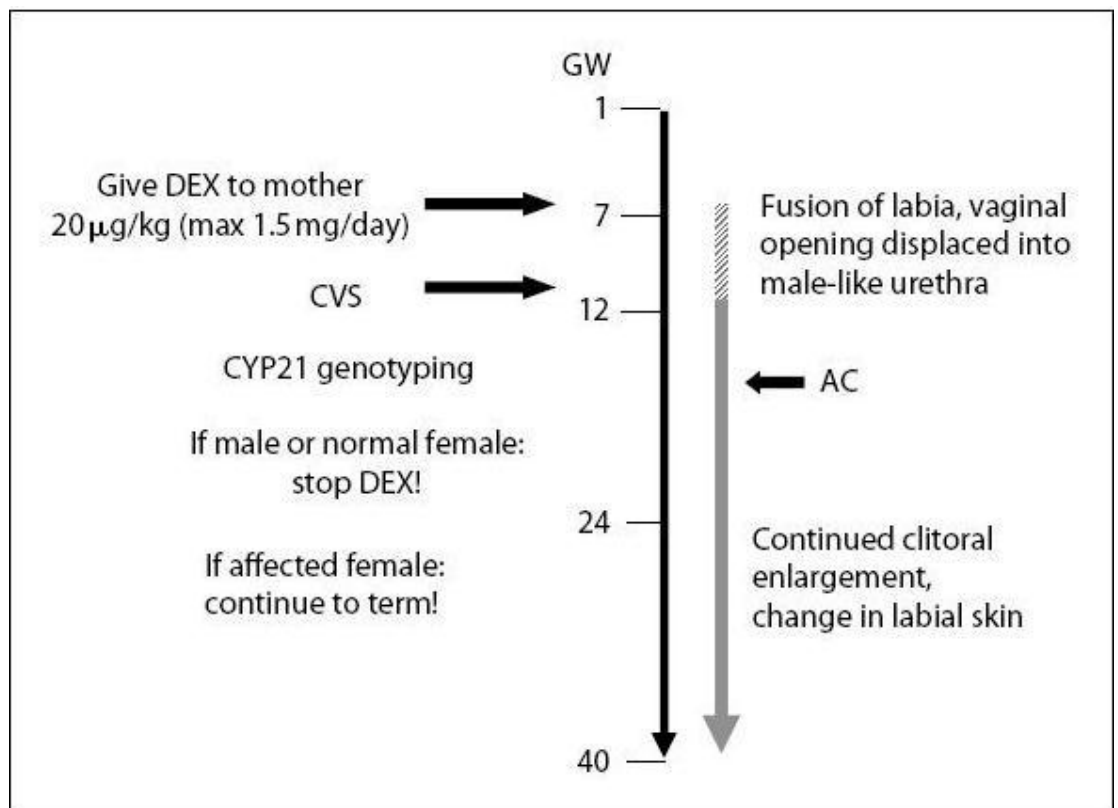 GW
1
Give DEX to mother
20 μg/kg (max 1.5 mg/day)
7
Fusion of labia, vaginal
opening displaced into
male-like urethra
CVS
12
CYP21 genotyping
AC
If male or normal female:
stop DEX!
24
If affected female:
continue to term!
Continued clitoral
enlargement,
change in labial skin
40